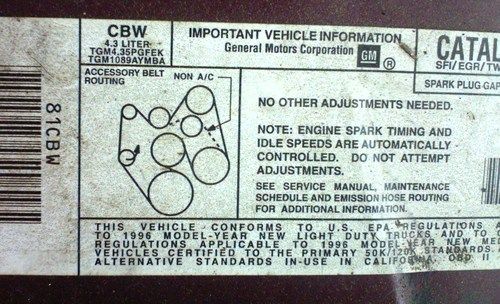 CBW
4.3 LITER
TGM4.35PGFEK
TGM1089AYMBA
IMPORTANT VEHICLE INFORMATION
General Motors Corporation GM ®
CATAL
SFI/EGR/TW
SPARK PLUG GAP
ACCESSORY BELT
ROUTING
NON A/C
81CBW
NO OTHER ADJUSTMENTS NEEDED.
NOTE: ENGINE SPARK TIMING AND
IDLE SPEEDS ARE AUTOMATICALLY
CONTROLLED. DO NOT ATTEMPT
ADJUSTMENTS.
SEE SERVICE MANUAL, MAINTENANCE
SCHEDULE AND EMISSION HOSE ROUTING
FOR ADDITIONAL INFORMATION.
THIS VEHICLE CONFORMS TO U.S. EPA REGULATIONS A
TO 1996 MODEL-YEAR NEW LIGHT DUTY TRUCKS AND TO C
REGULATIONS APPLICABLE TO 1996 MODEL-YEAR NEW ME
VEHICLES CERTIFIED TO THE PRIMARY 50K/120K STANDARDS.
ALTERNATIVE STANDARDS IN-USE IN CALIFORNIA. OBD II